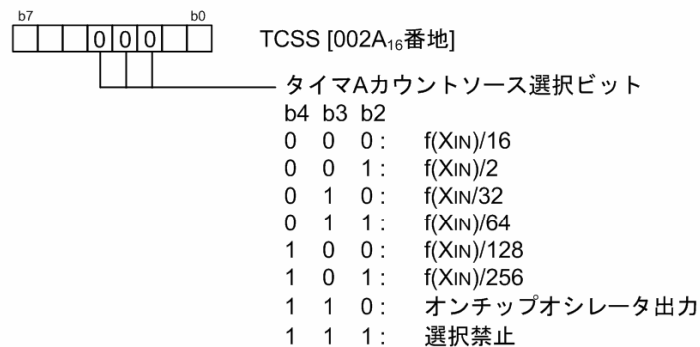 b7 b0
0 0 0 TCSS [002A16番地]
タイマAカウントソース選択ビット
b4 b3 b2
0 0 0 : f(XIN)/16
0 0 1 : f(XIN)/2
0 1 0 : f(XIN/32
0 1 1 : f(XIN)/64
1 0 0 : f(XIN)/128
1 0 1 : f(XIN)/256
1 1 0 : オンチップオシレータ出力
1 1 1 : 選択禁止